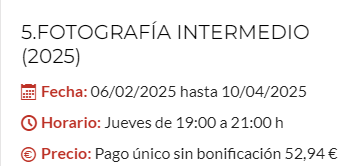 5.FOTOGRAFÍA INTERMEDIO
(2025)
Fecha: 06/02/2025 hasta 10/04/2025
Horario: Jueves de 19:00 a 21:00 h
Precio: Pago único sin bonificación 52,94 €